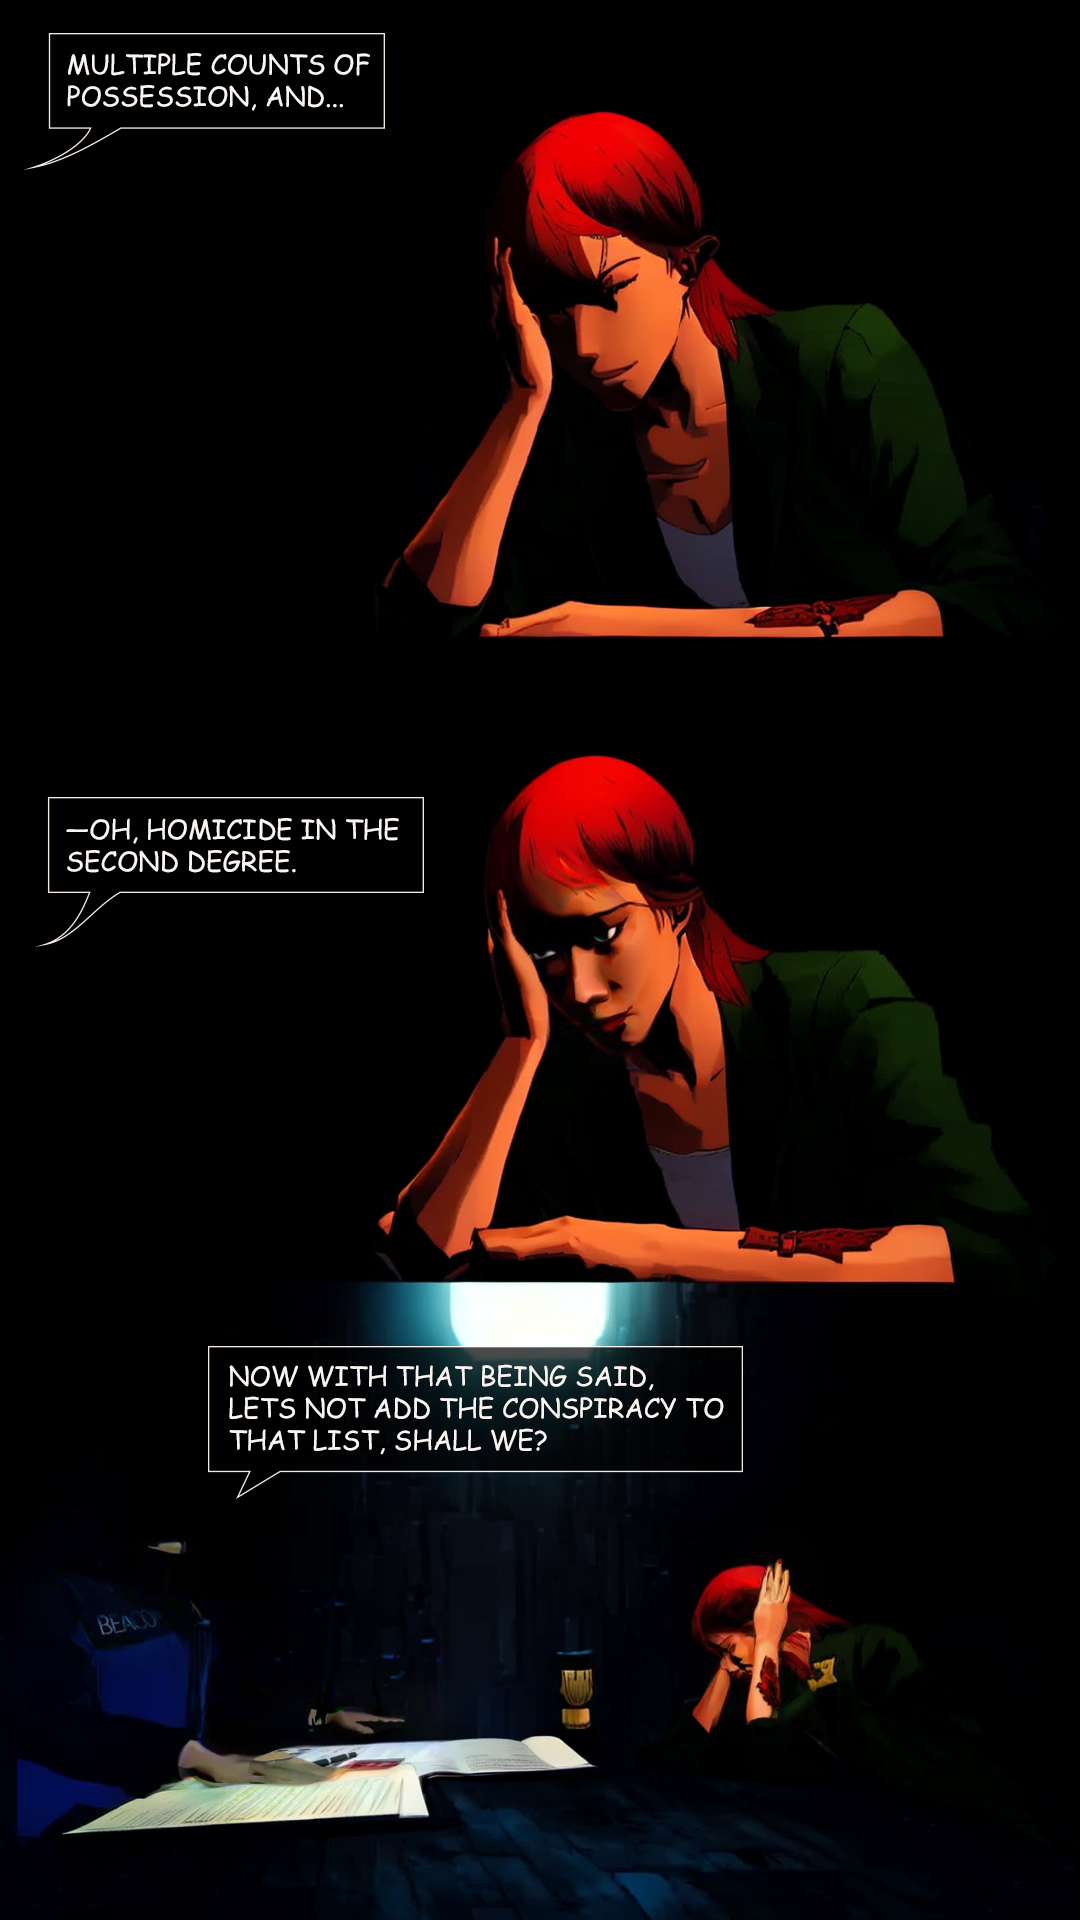 MULTIPLE COUNTS OF
POSSESSION, AND...
—OH, HOMICIDE IN THE
SECOND DEGREE.
NOW WITH THAT BEING SAID,
LETS NOT ADD THE CONSPIRACY TO
THAT LIST, SHALL WE?